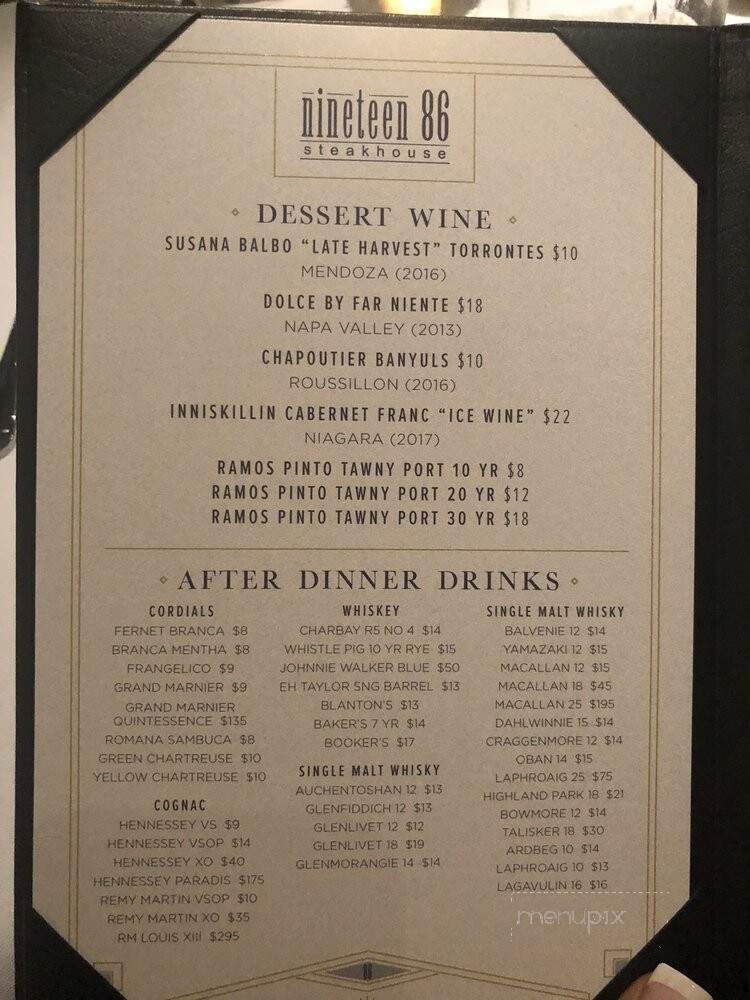 nineteen 86
steakhouse
DESSERT WINE
SUSANA BALBO "LATE HARVEST" TORRONTES $10
MENDOZA (2016)
DOLCE BY FAR NIENTE $18
NAPA VALLEY (2013)
CHAPOUTIER BANYULS $10
ROUSSILLON (2016)
INNISKILLIN CABERNET FRANC "ICE WINE" $22
NIAGARA (2017)
RAMOS PINTO TAWNY PORT 10 YR $8
RAMOS PINTO TAWNY PORT 20 YR $12
RAMOS PINTO TAWNY PORT 30 YR $18
AFTER DINNER DRINKS
CORDIALS
FERNET BRANCA $8
BRANCA MENTHA $8
FRANGELICO $9
GRAND MARNIER $9
GRAND MARNIER
QUINTESSENCE $135
ROMANA SAMBUCA $8
GREEN CHARTREUSE $10
YELLOW CHARTREUSE $10
COGNAC
HENNESSEY VS $9
HENNESSEY VSOP $14
HENNESSEY XO $40
HENNESSEY PARADIS $175
REMY MARTIN VSOP $10
REMY MARTIN XO $35
RM LOUIS XIII $295
WHISKEY
CHARBAY R5 NO 4 $14
WHISTLE PIG 10 YR RYE $15
JOHNNIE WALKER BLUE $50
EH TAYLOR SNG BARREL $13
BLANTON'S $13
BAKER'S 7 YR $14
BOOKER'S $17
SINGLE MALT WHISKY
AUCHENTOSHAN 12 $13
GLENFIDDICH 12 $13
GLENLIVET 12 $12
GLENLIVET 18 $19
GLENMORANGIE 14 $14
SINGLE MALT WHISKY
BALVENIE 12 $14
YAMAZAKI 12 $15
MACALLAN 12 $15
MACALLAN 18 $45
MACALLAN 25 $195
DAHLWINNIE 15 $14
CRAGGENMORE 12 $14
OBAN 14 $15
LAPHROAIG 25 $75
HIGHLAND PARK 18 $21
BOWMORE 12 $14
TALISKER 18 $30
ARDBEG 10 $14
LAPHROAIG 10 $13
LAGAVULIN 16 $16
menupix
86